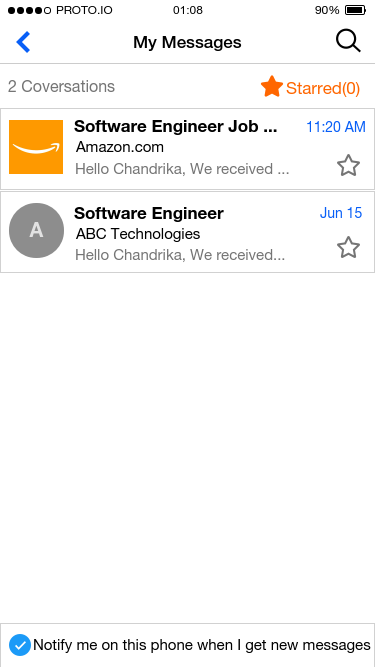 PROTO.IO 01:08 90%
My Messages
2 Coversations Starred(0)
Software Engineer Job ... 11:20 AM
Amazon.com
Hello Chandrika, We received ...
A Software Engineer Jun 15
ABC Technologies
Hello Chandrika, We received...
Notify me on this phone when I get new messages